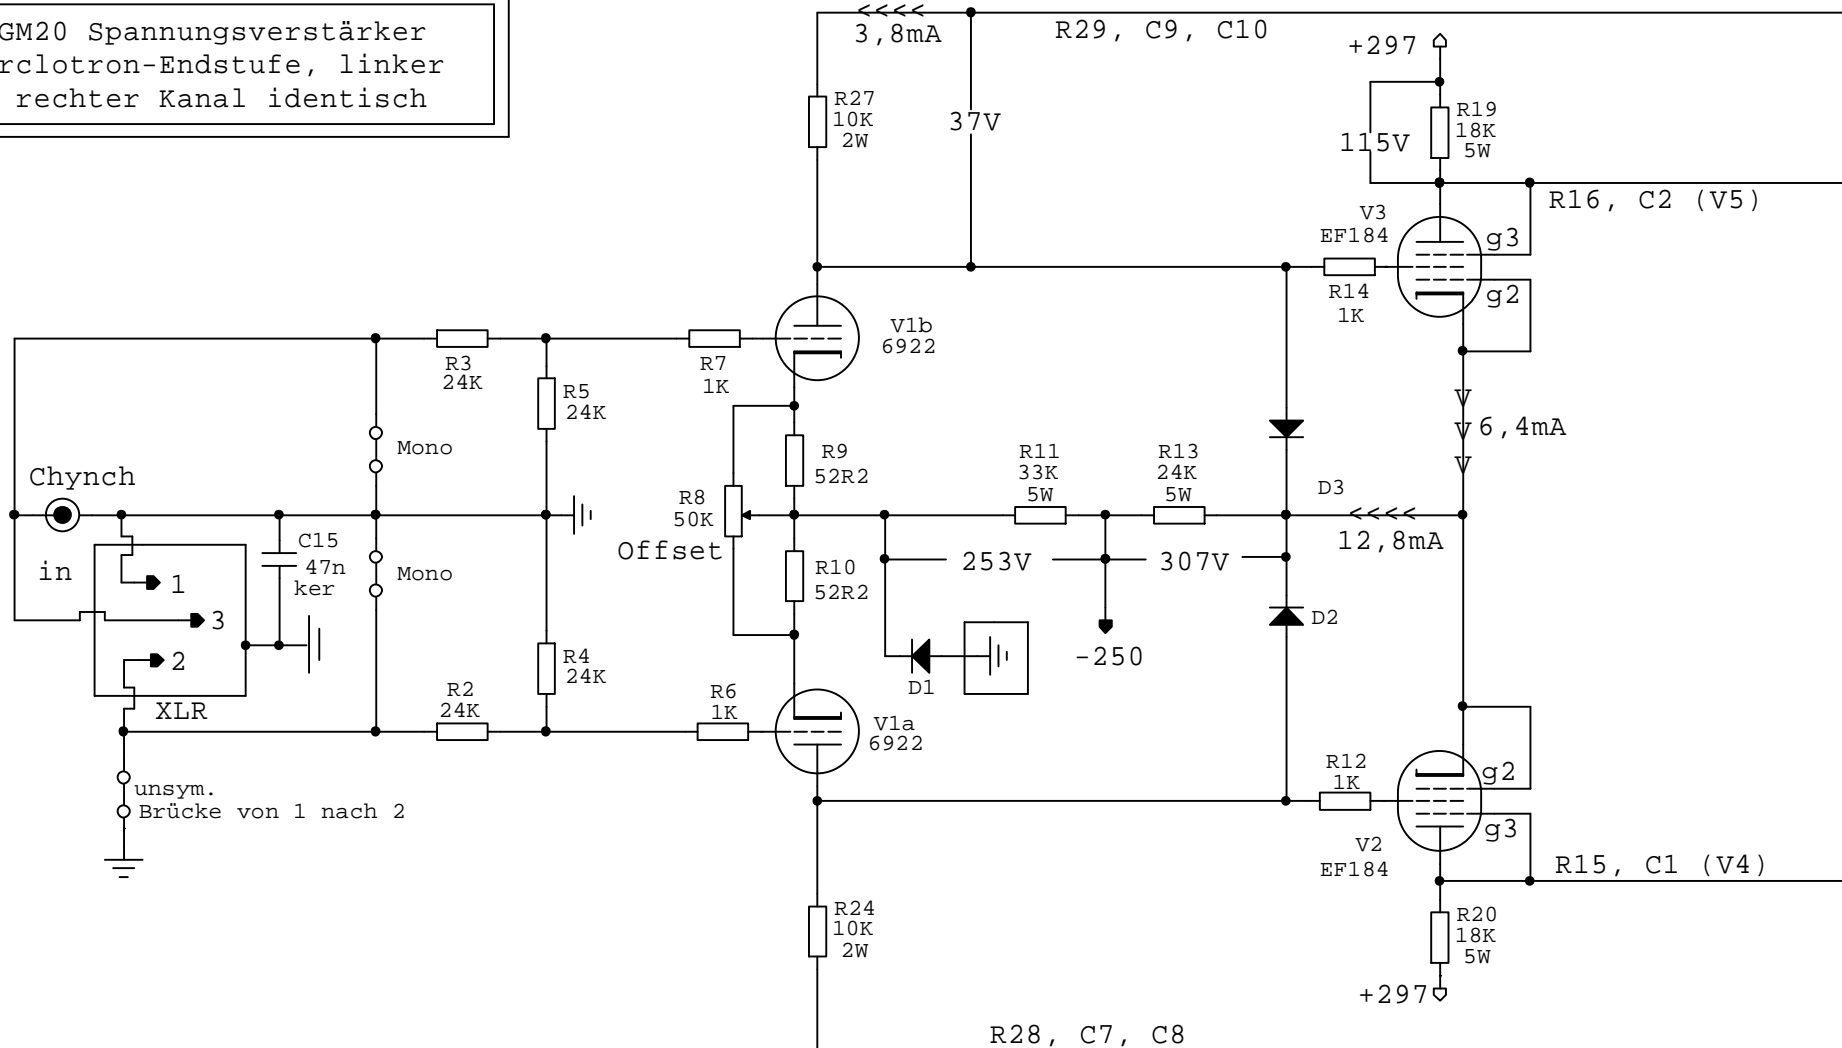 GM20 Spannungsverstärker
rclotron-Endstufe, linker
rechter Kanal identisch
3,8mA
R29, C9, C10
+297
R27
10K
2W
37V
115V
R19
18K
5W
R16, C2 (V5)
V3
EF184
g3
g2
R14
1K
V1b
6922
R3
24K
R7
1K
R5
24K
Mono
R9
52R2
6,4mA
Chynch
R11
33K
5W
R13
24K
5W
D3
R8
50K
Offset
12,8mA
C15
47n
ker
in
1
Mono
253V
307V
R10
52R2
3
D2
2
-250
R4
24K
D1
XLR
R2
24K
R6
1K
V1a
6922
R12
1K
g2
unsym.
Brücke von 1 nach 2
g3
V2
EF184
R15, C1 (V4)
R24
10K
2W
R20
18K
5W
+297
R28, C7, C8